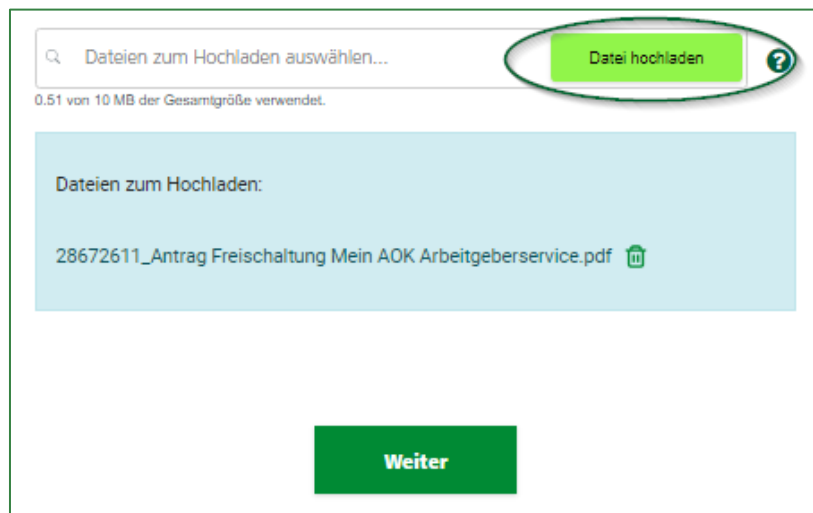 Dateien zum Hochladen auswählen...
Datei hochladen
?
0.51 von 10 MB der Gesamtgröße verwendet.
Dateien zum Hochladen:
28672611_Antrag Freischaltung Mein AOK Arbeitgeberservice.pdf
Weiter